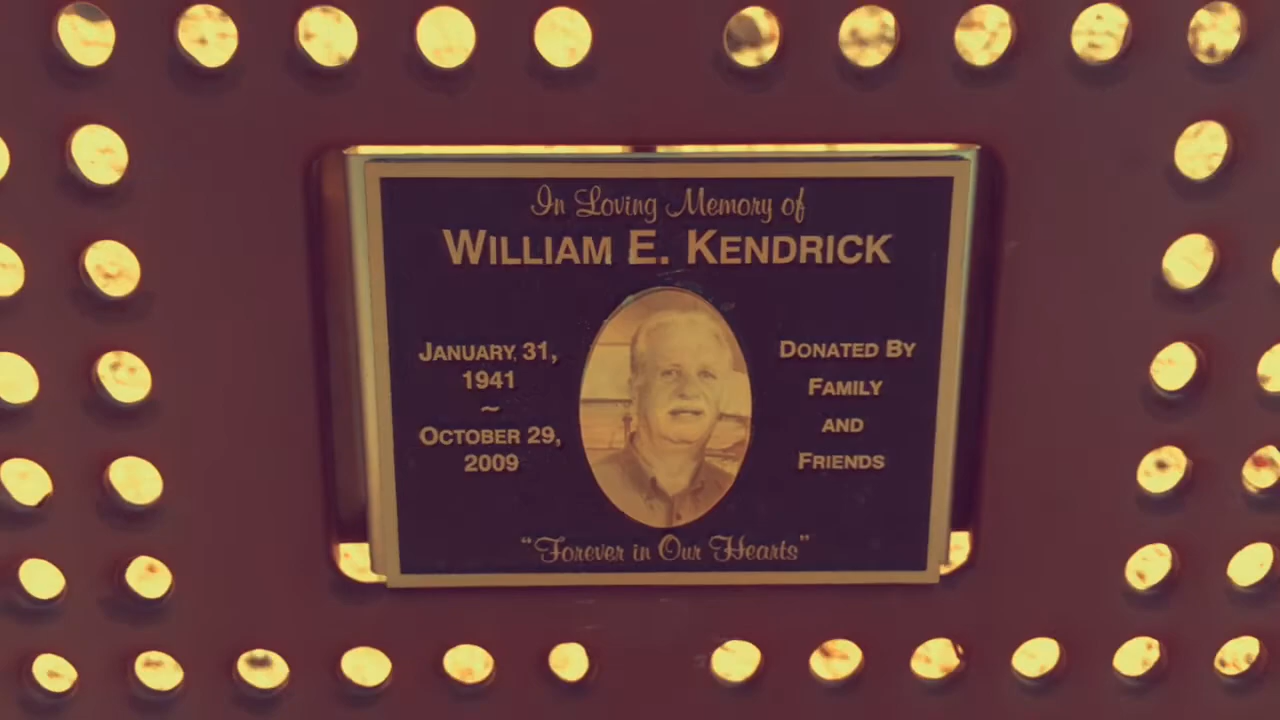 In Loving Memory of
WILLIAM E. KENDRICK
JANUARY 31,
1941
~
OCTOBER 29,
2009
DONATED BY
FAMILY
AND
FRIENDS
"Forever in Our Hearts"